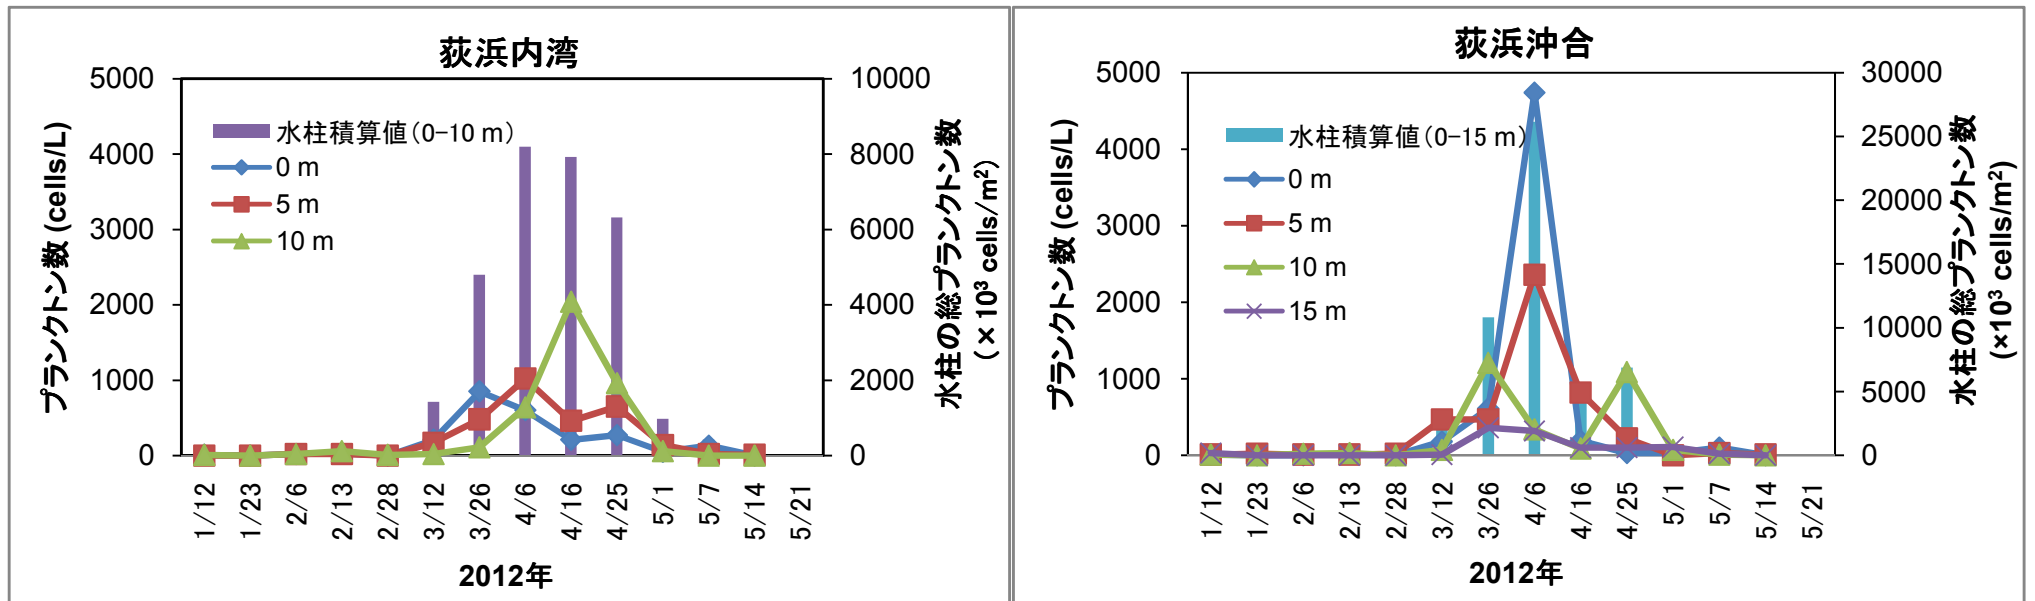 荻浜内湾
プランクトン数 (cells/L)
5000
4000
3000
2000
1000
0
水柱積算値(0-10 m)
0 m
5 m
10 m
10000
8000
6000
4000
2000
0
水柱の総プランクトン数
(×10³ cells/m²)
1/12
1/23
2/6
2/13
2/28
3/12
3/26
4/6
4/16
4/25
5/1
5/7
5/14
5/21
2012年
荻浜沖合
プランクトン数 (cells/L)
5000
4000
3000
2000
1000
0
水柱積算値(0-15 m)
0 m
5 m
10 m
15 m
30000
25000
20000
15000
10000
5000
0
水柱の総プランクトン数
(×10³ cells/m²)
1/12
1/23
2/6
2/13
2/28
3/12
3/26
4/6
4/16
4/25
5/1
5/7
5/14
5/21
2012年